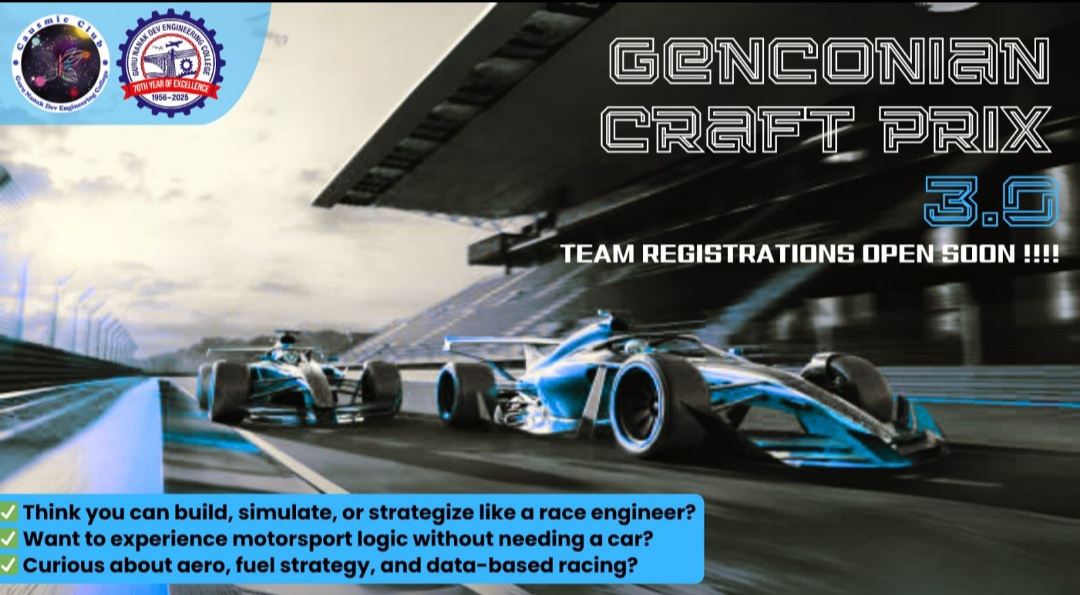 Causmic Club
Guru Nanak Dev Engineering College
GURU NANAK DEV ENGINEERING COLLEGE
70TH YEAR OF EXCELLENCE
1956-2025
GENCONIAN
CRAFT PRIX
3.0
TEAM REGISTRATIONS OPEN SOON !!!!
✅ Think you can build, simulate, or strategize like a race engineer?
✅ Want to experience motorsport logic without needing a car?
✅ Curious about aero, fuel strategy, and data-based racing?